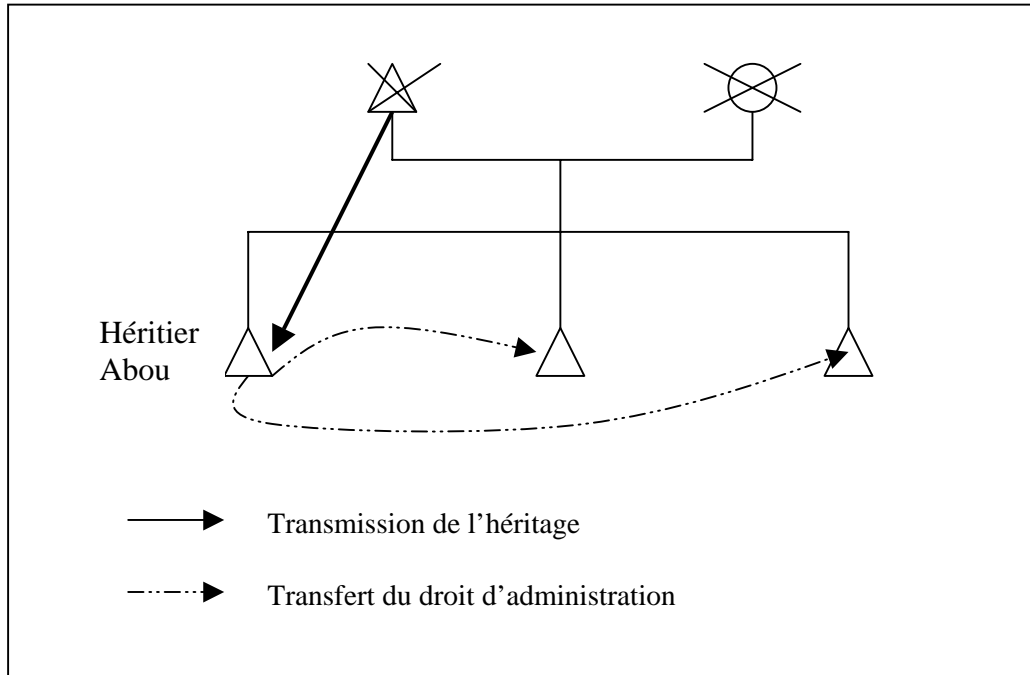 Héritier
Abou
Transmission de l’héritage
Transfert du droit d’administration